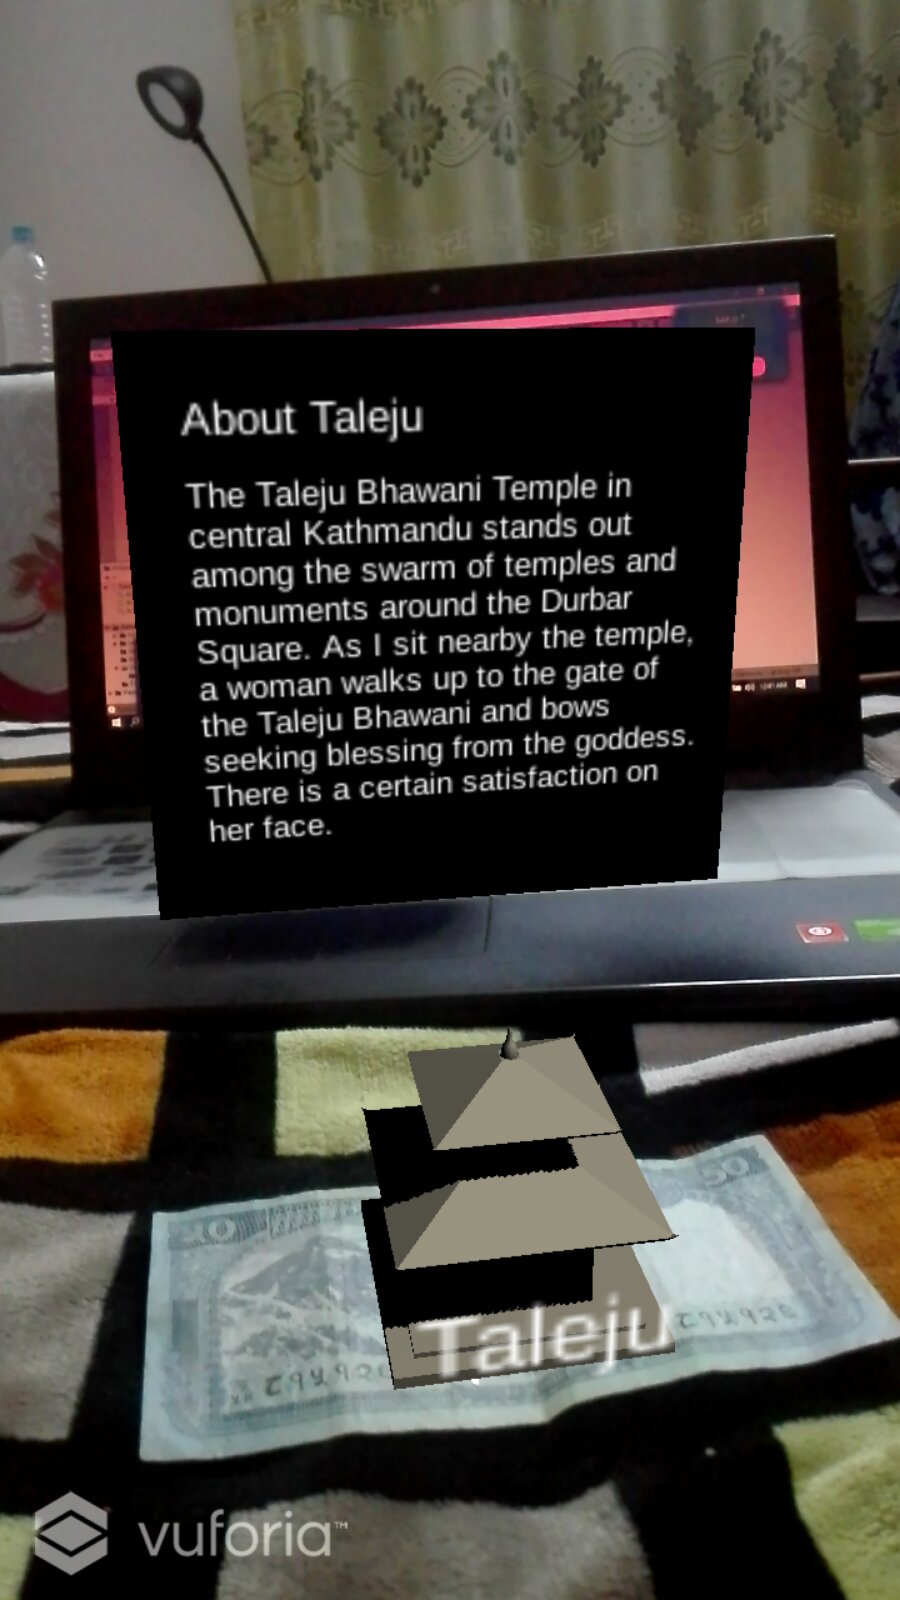 About Taleju
The Taleju Bhawani Temple in
central Kathmandu stands out
among the swarm of temples and
monuments around the Durbar
Square. As I sit nearby the temple,
a woman walks up to the gate of
the Taleju Bhawani and bows
seeking blessing from the goddess.
There is a certain satisfaction on
her face.
50
Taleju
vuforia™